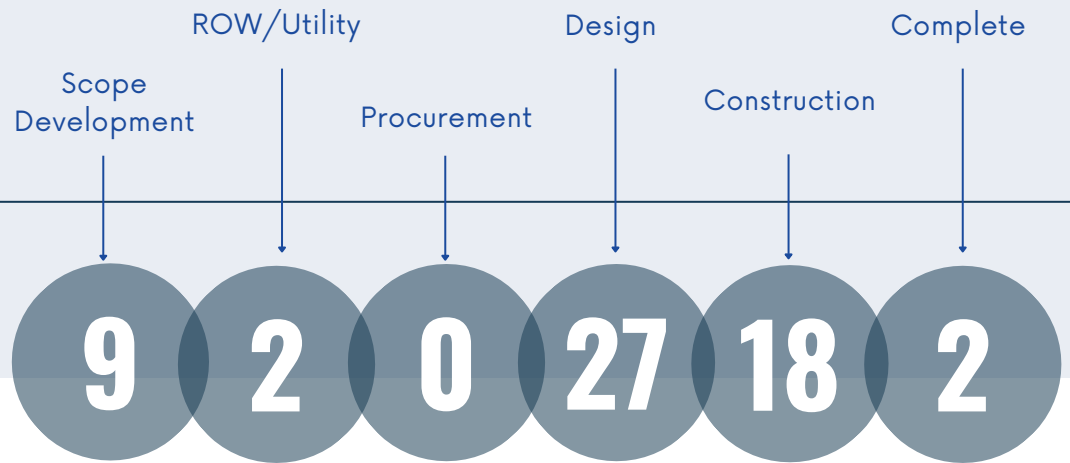 ROW/Utility
Design
Complete
Scope
Development
Procurement
Construction
9
2
0
27
18
2